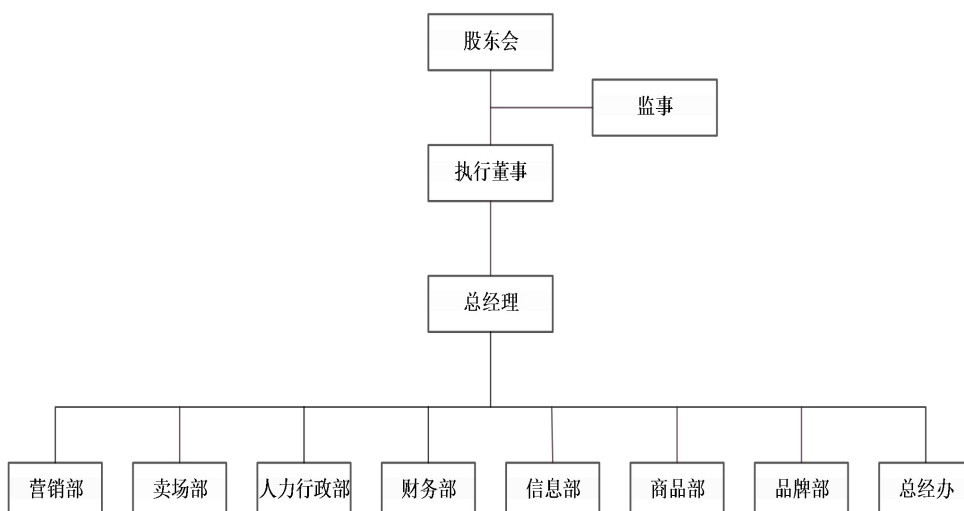 股东会
监事
执行董事
总经理
营销部
卖场部
人力行政部
财务部
信息部
商品部
品牌部
总经办